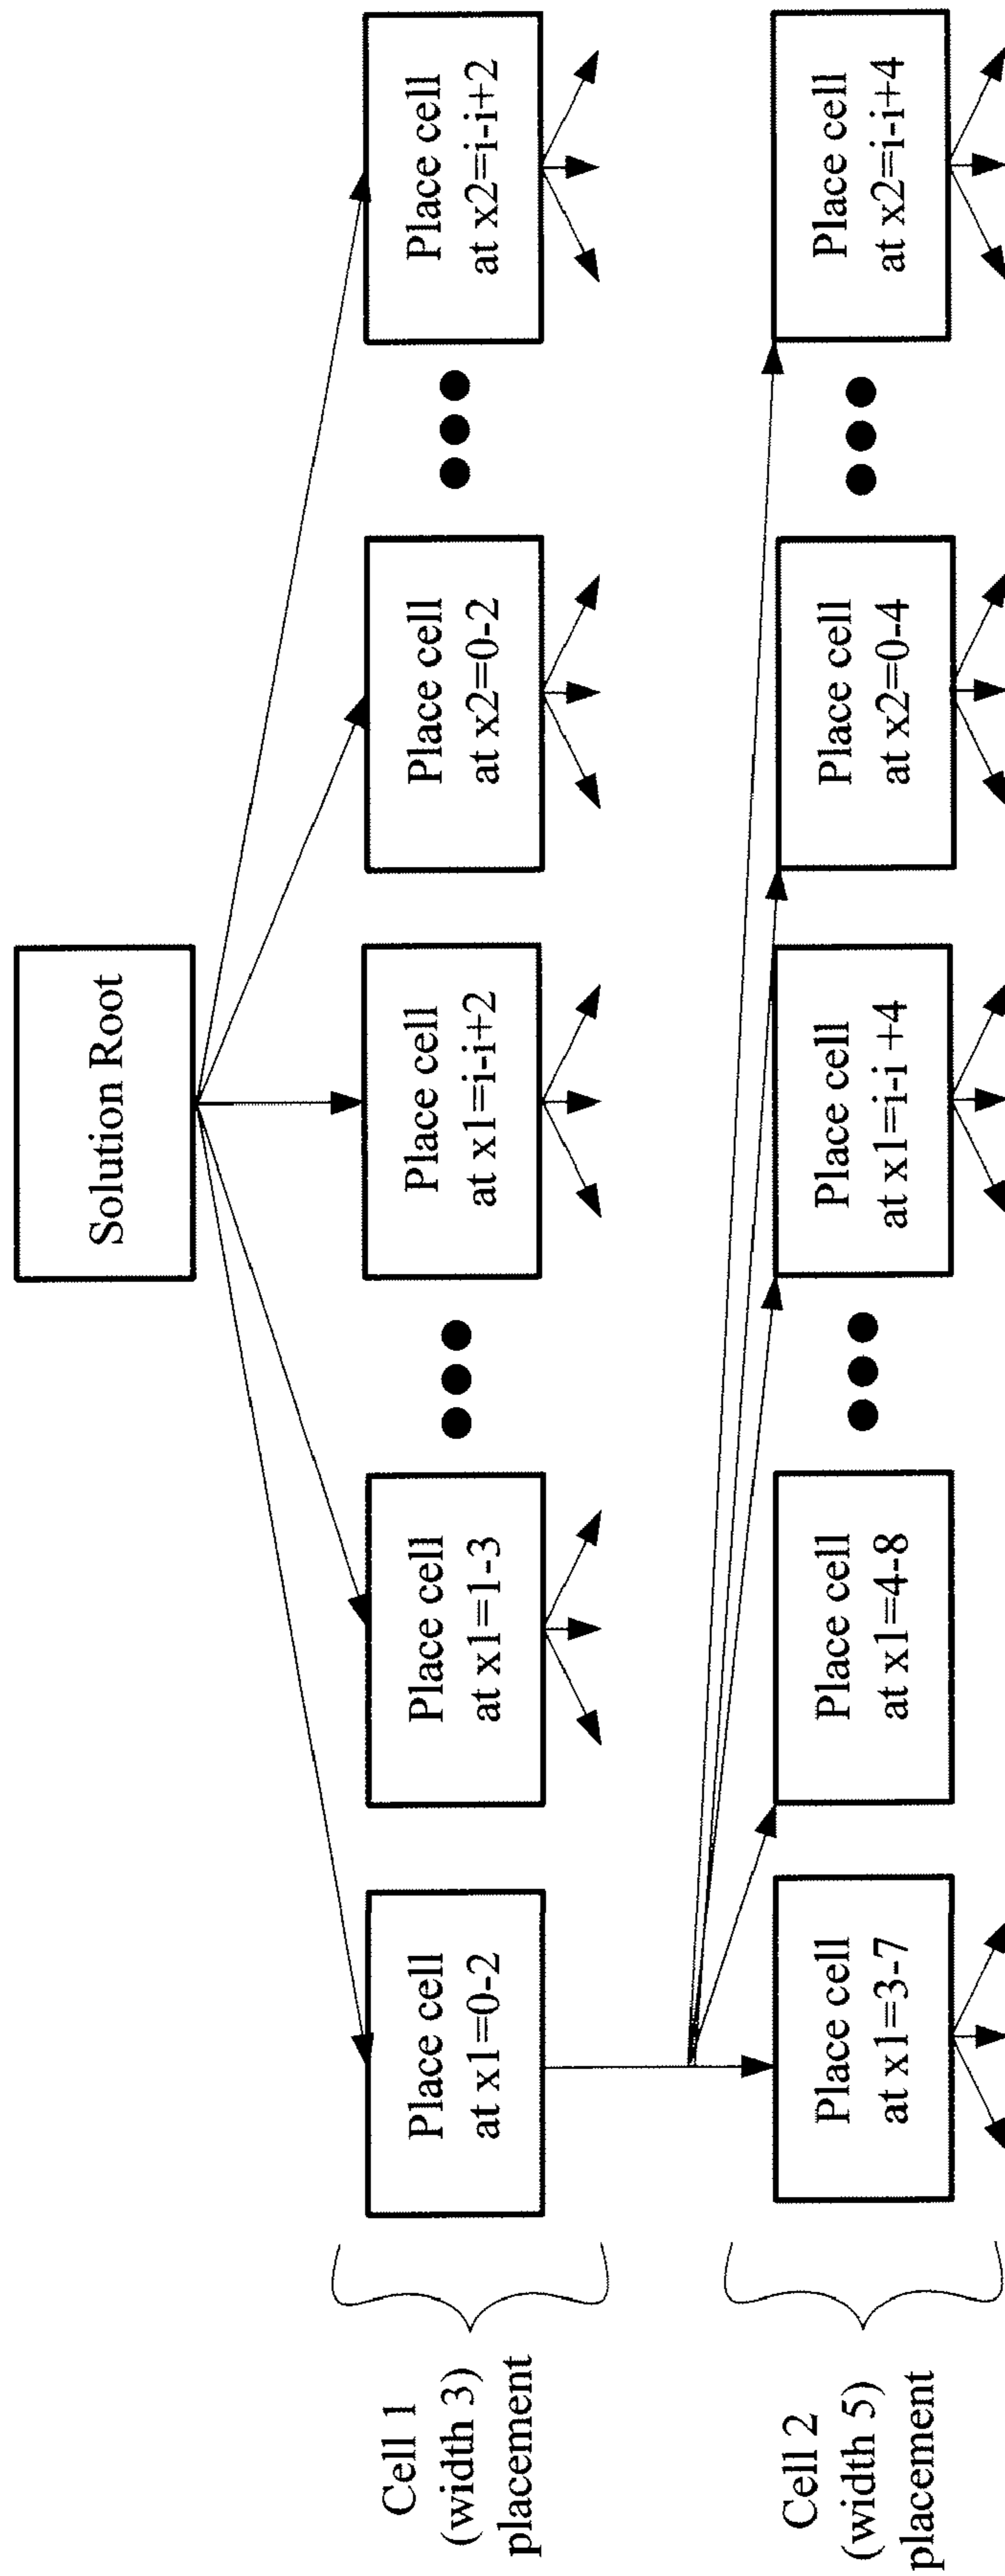 Solution Root
Cell 1
(width 3)
placement
Place cell
at x1=0-2
Place cell
at x1=1-3
Place cell
at x1=i-i+2
Place cell
at x2=0-2
Place cell
at x2=i-i+2
Cell 2
(width 5)
placement
Place cell
at x1=3-7
Place cell
at x1=4-8
Place cell
at x1=i-i +4
Place cell
at x2=0-4
Place cell
at x2=i-i+4